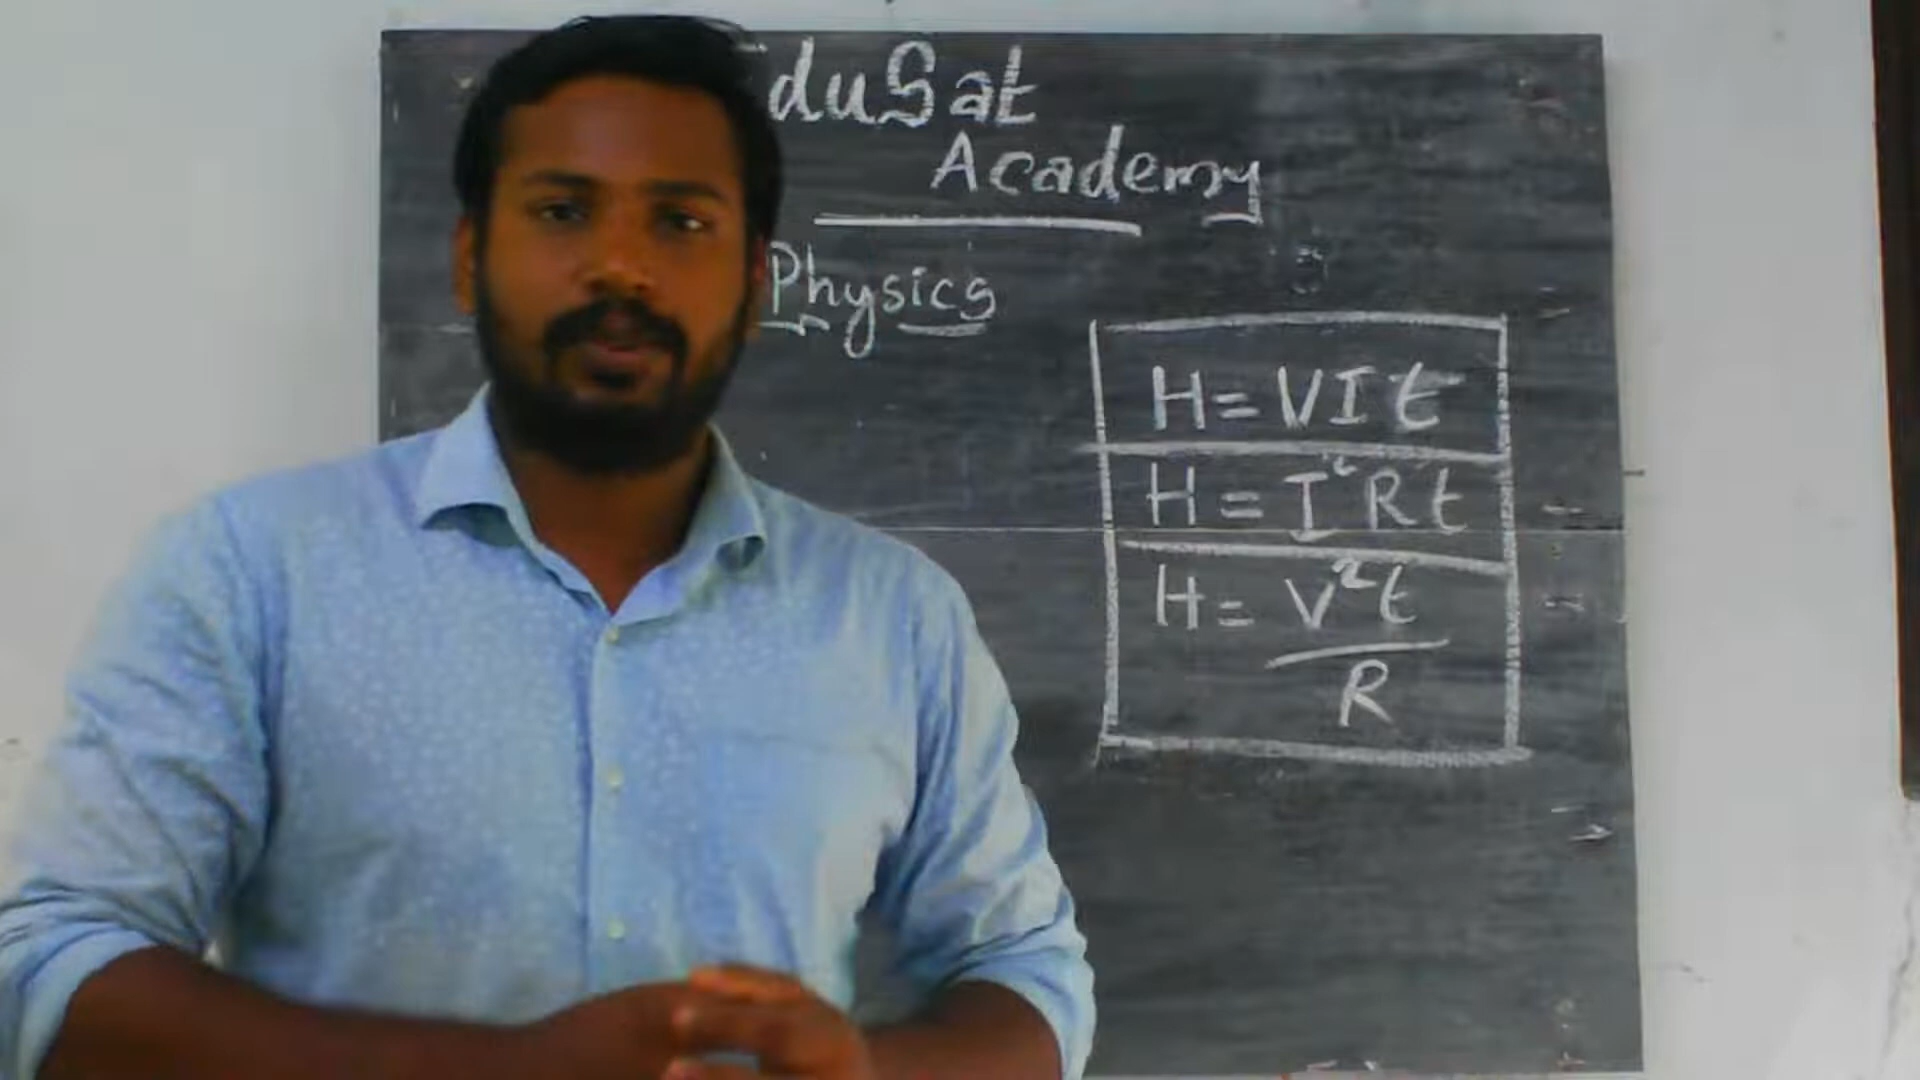 duSat
Academy
Physics
H = VIt
H = I²Rt
H = V²t
R